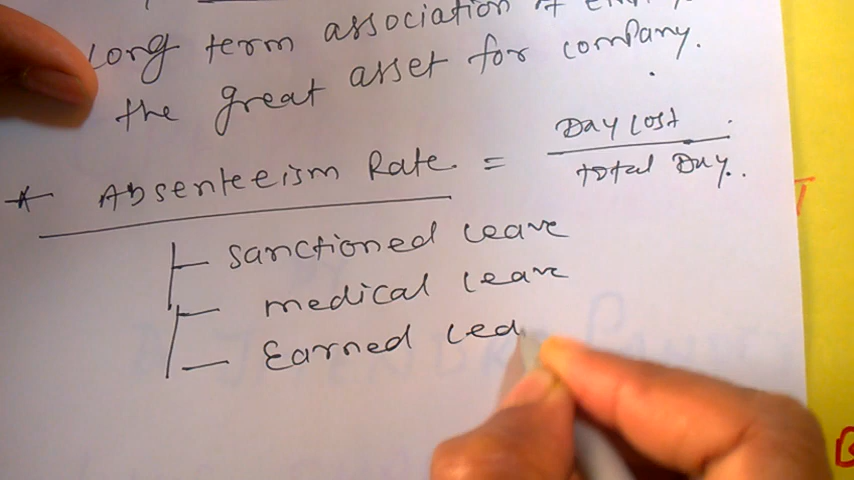 Long term association of
the great asset for company.
* Absenteeism Rate = Day Lost / total Day.
Sanctioned leave
medical leave
Earned lea